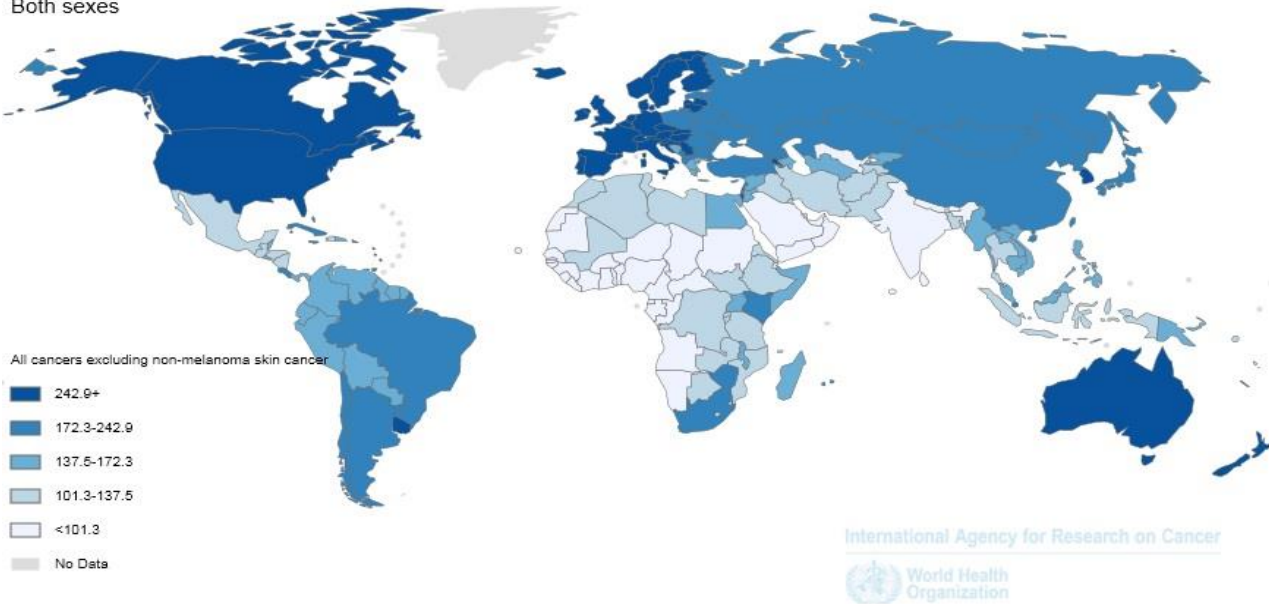 Both sexes
All cancers excluding non-melanoma skin cancer
242.9+
172.3-242.9
137.5-172.3
101.3-137.5
<101.3
No Data
International Agency for Research on Cancer
World Health
Organization